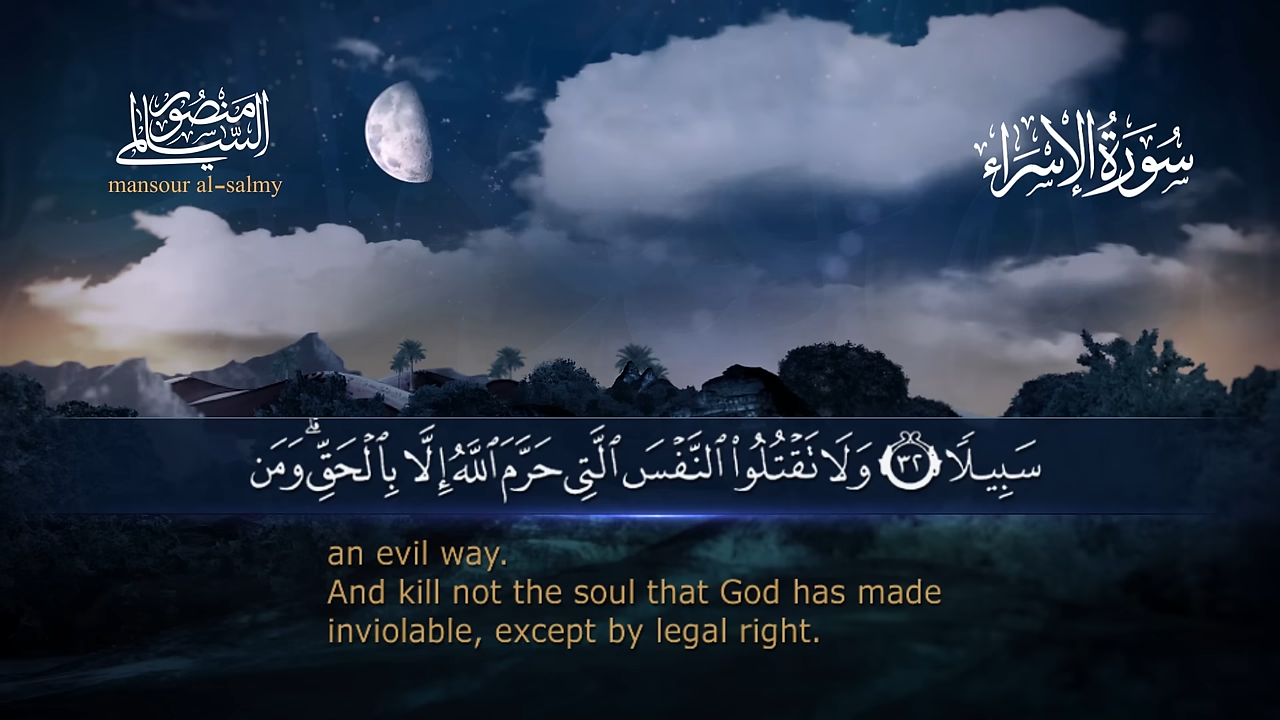 منصور السالمي
mansour al-salmy
سُورَةُ الإِسْرَاء
سَبِيلًا ٣٢ وَلَا تَقْتُلُوا۟ ٱلنَّفْسَ ٱلَّتِى حَرَّمَ ٱللَّهُ إِلَّا بِٱلْحَقِّ ۗ وَمَن
an evil way.
And kill not the soul that God has made
inviolable, except by legal right.